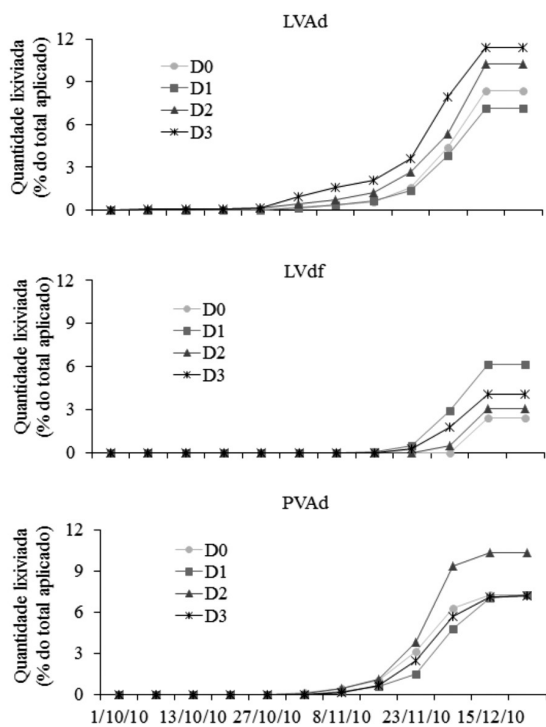 LVAd
Quantidade lixiviada
(% do total aplicado)
12
9
6
3
0
D0
D1
D2
D3
LVdf
Quantidade lixiviada
(% do total aplicado)
12
9
6
3
0
D0
D1
D2
D3
PVAd
Quantidade lixiviada
(% do total aplicado)
12
9
6
3
0
D0
D1
D2
D3
1/10/10 13/10/10 27/10/10 8/11/10 23/11/10 15/12/10